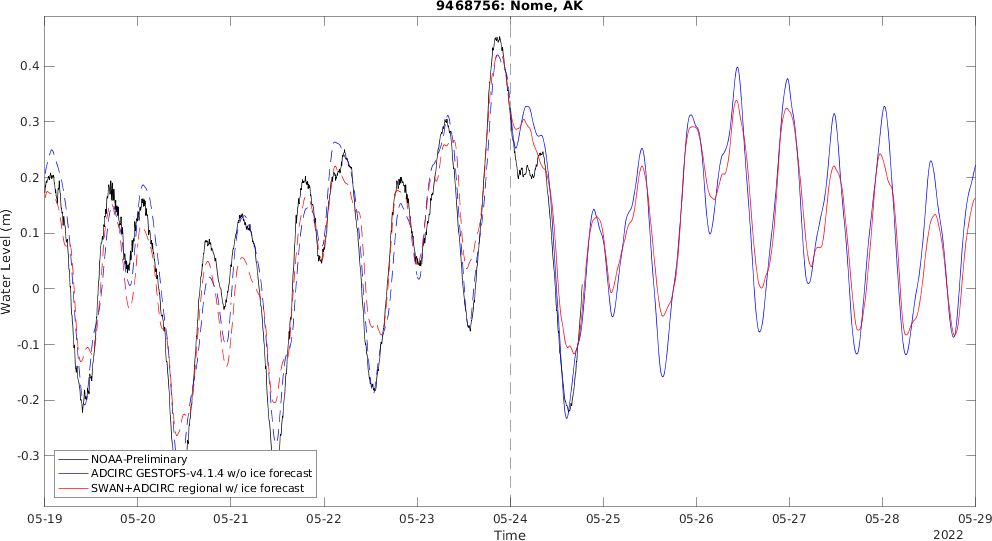 9468756: Nome, AK
Water Level (m)
0.4
0.3
0.2
0.1
0
-0.1
-0.2
-0.3
NOAA-Preliminary
ADCIRC GESTOFS-v4.1.4 w/o ice forecast
SWAN+ADCIRC regional w/ ice forecast
05-19 05-20 05-21 05-22 05-23 05-24 05-25 05-26 05-27 05-28 05-29
Time
2022